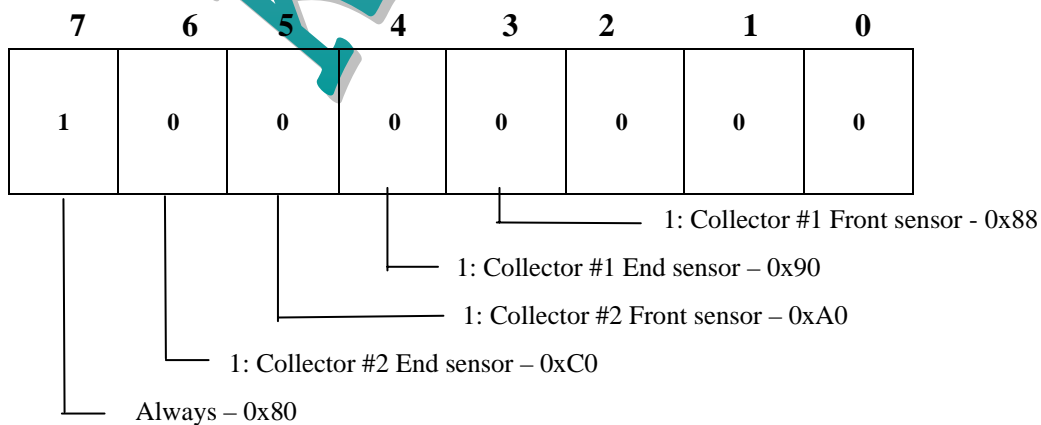 7 6 5 4 3 2 1 0
1 0 0 0 0 0 0 0
1: Collector #1 Front sensor - 0x88
1: Collector #1 End sensor – 0x90
1: Collector #2 Front sensor – 0xA0
1: Collector #2 End sensor – 0xC0
Always – 0x80